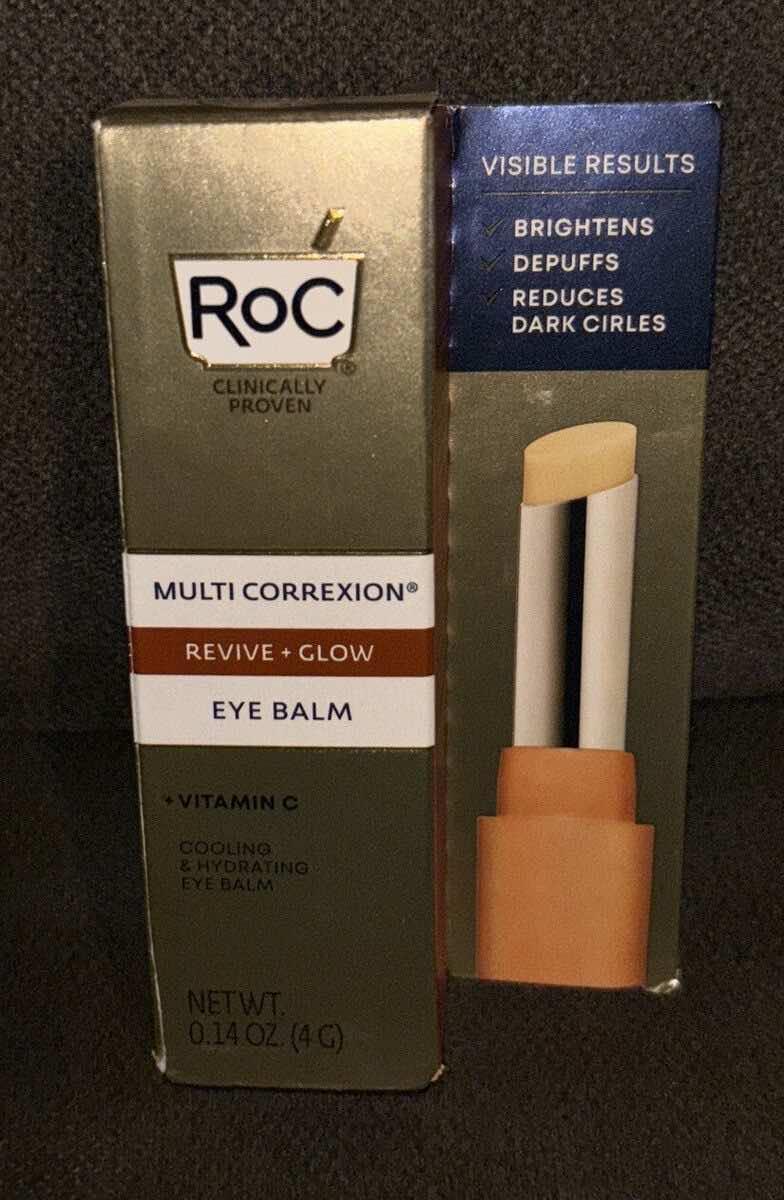 RoC
®
CLINICALLY
PROVEN
MULTI CORREXION®
REVIVE + GLOW
EYE BALM
+ VITAMIN C
COOLING
& HYDRATING
EYE BALM
NET WT.
0.14 OZ. (4 G)
VISIBLE RESULTS
✓ BRIGHTENS
✓ DEPUFFS
✓ REDUCES
DARK CIRLES